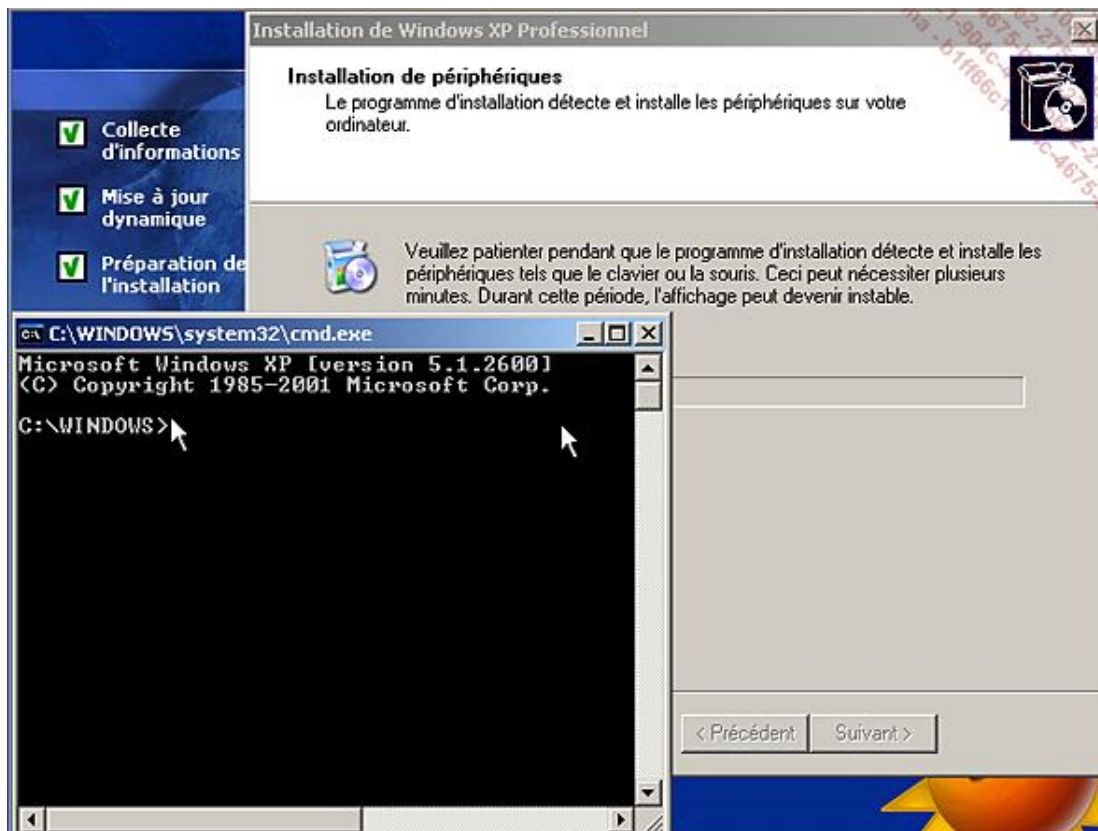 Installation de Windows XP Professionnel
Installation de périphériques
Le programme d'installation détecte et installe les périphériques sur votre
ordinateur.
Collecte
d'informations
Mise à jour
dynamique
Préparation de
l'installation
Veuillez patienter pendant que le programme d'installation détecte et installe les
périphériques tels que le clavier ou la souris. Ceci peut nécessiter plusieurs
minutes. Durant cette période, l'affichage peut devenir instable.
C:\WINDOWS\system32\cmd.exe
Microsoft Windows XP [version 5.1.2600]
(C) Copyright 1985-2001 Microsoft Corp.
C:\WINDOWS>
< Précédent
Suivant >